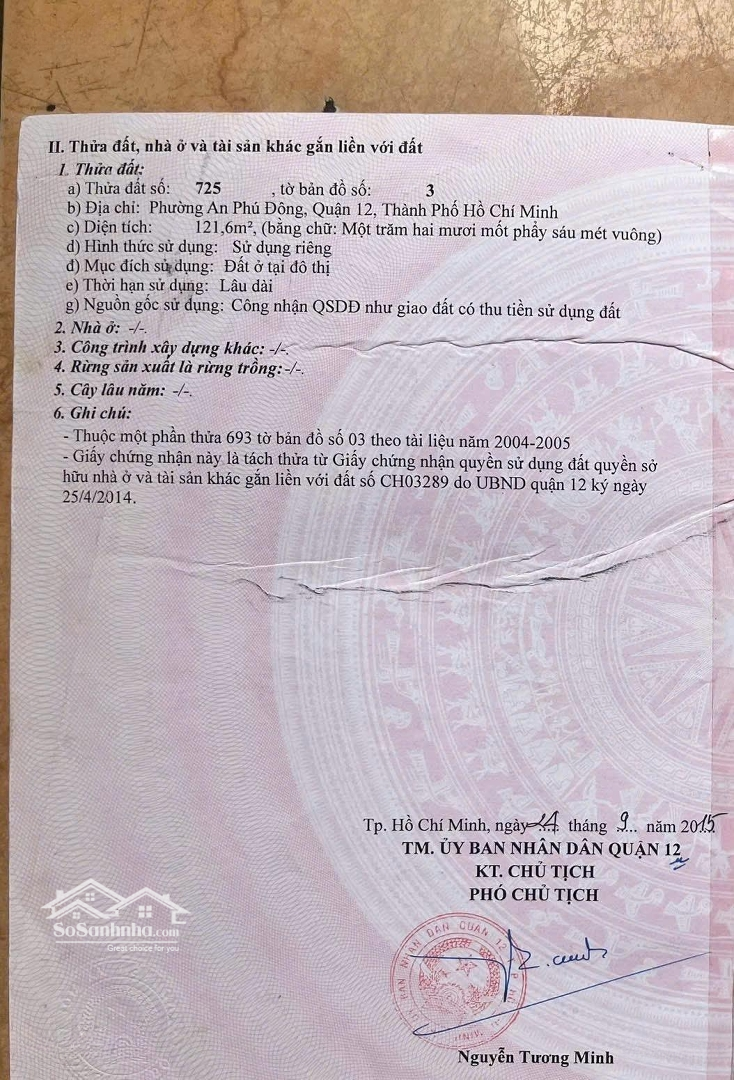 II. Thửa đất, nhà ở và tài sản khác gắn liền với đất
1. Thửa đất:
a) Thửa đất số: 725 , tờ bản đồ số: 3
b) Địa chỉ: Phường An Phú Đông, Quận 12, Thành Phố Hồ Chí Minh
c) Diện tích: 121,6m², (bằng chữ: Một trăm hai mươi mốt phẩy sáu mét vuông)
d) Hình thức sử dụng: Sử dụng riêng
đ) Mục đích sử dụng: Đất ở tại đô thị
e) Thời hạn sử dụng: Lâu dài
g) Nguồn gốc sử dụng: Công nhận QSDĐ như giao đất có thu tiền sử dụng đất
2. Nhà ở: -/-.
3. Công trình xây dựng khác: -/-.
4. Rừng sản xuất là rừng trồng: -/-.
5. Cây lâu năm: -/-.
6. Ghi chú:
- Thuộc một phần thửa 693 tờ bản đồ số 03 theo tài liệu năm 2004-2005
- Giấy chứng nhận này là tách thửa từ Giấy chứng nhận quyền sử dụng đất quyền sở
hữu nhà ở và tài sản khác gắn liền với đất số CH03289 do UBND quận 12 ký ngày
25/4/2014.
Tp. Hồ Chí Minh, ngày tháng 9 năm 2015
TM. ỦY BAN NHÂN DÂN QUẬN 12
KT. CHỦ TỊCH
PHÓ CHỦ TỊCH
SoSanhnha.com
Great choice for you
ỦY BAN NHÂN DÂN QUẬN 12
Nguyễn Tương Minh